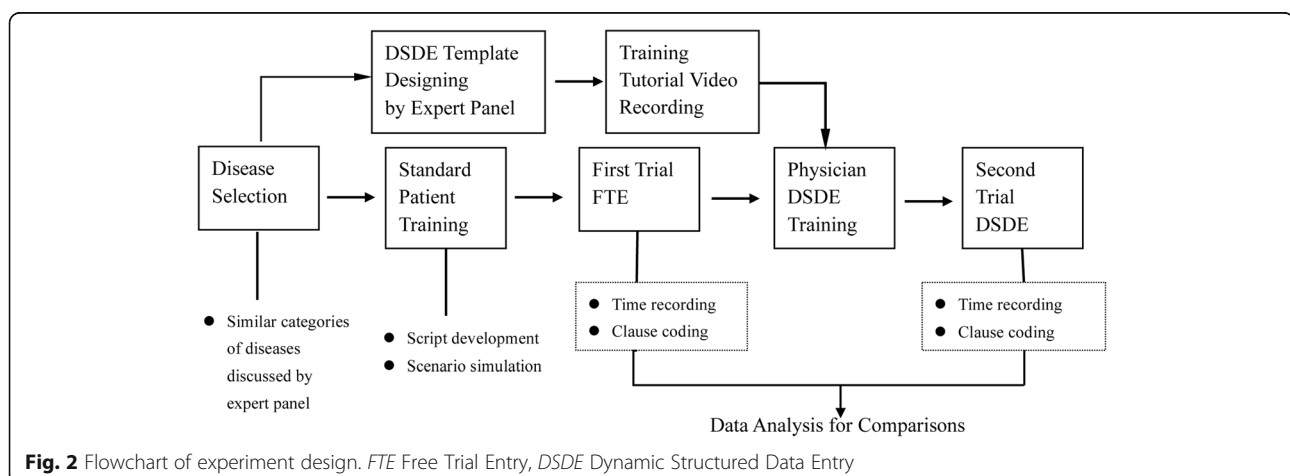 DSDE Template
Designing
by Expert Panel
Training
Tutorial Video
Recording
Disease
Selection
Standard
Patient
Training
First Trial
FTE
Physician
DSDE
Training
Second
Trial
DSDE
● Similar categories
of diseases
discussed by
expert panel
● Script development
● Scenario simulation
● Time recording
● Clause coding
● Time recording
● Clause coding
Data Analysis for Comparisons
Fig. 2 Flowchart of experiment design. FTE Free Trial Entry, DSDE Dynamic Structured Data Entry